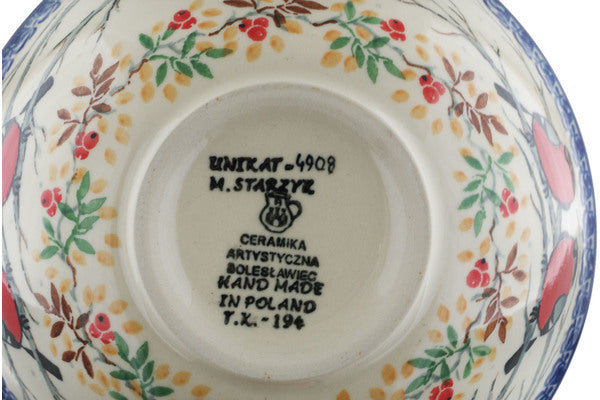 UNIKAT-4908
M. STARZYK
CERAMIKA
ARTYSTYCZNA
BOLESŁAWIEC
HAND MADE
IN POLAND
T.K.-194